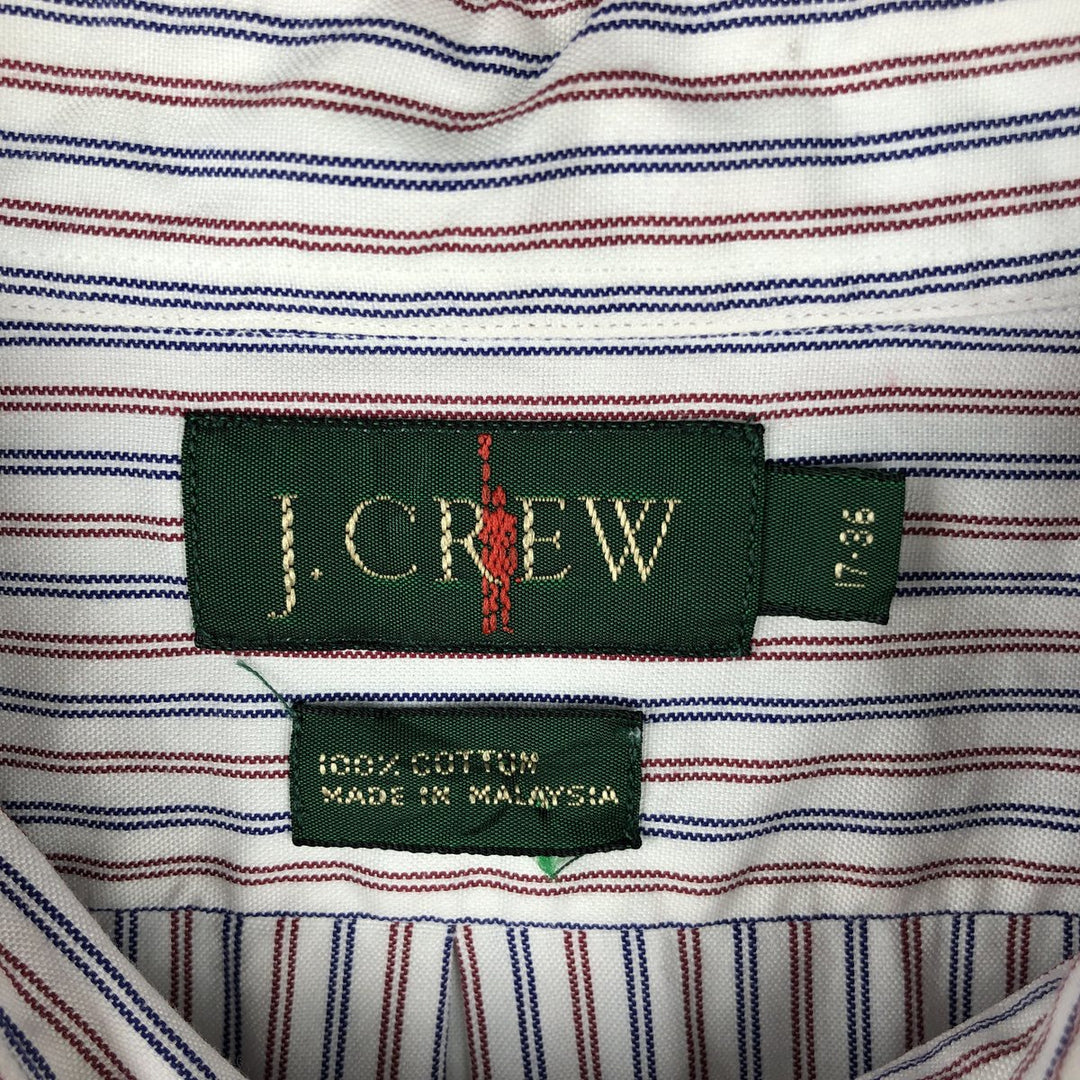 J.CREW
17·36
100% COTTON
MADE IN MALAYSIA